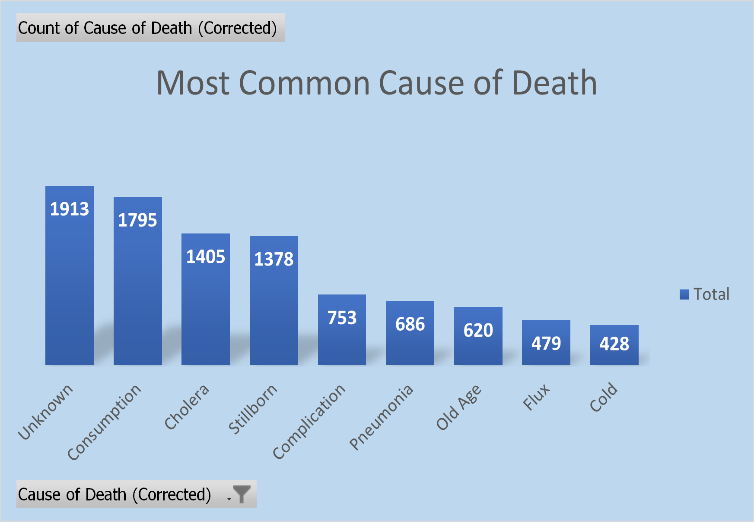 Count of Cause of Death (Corrected)
Most Common Cause of Death
1913
1795
1405
1378
753
686
620
479
428
Total
Unknown
Consumption
Cholera
Stillborn
Complication
Pneumonia
Old Age
Flux
Cold
Cause of Death (Corrected)